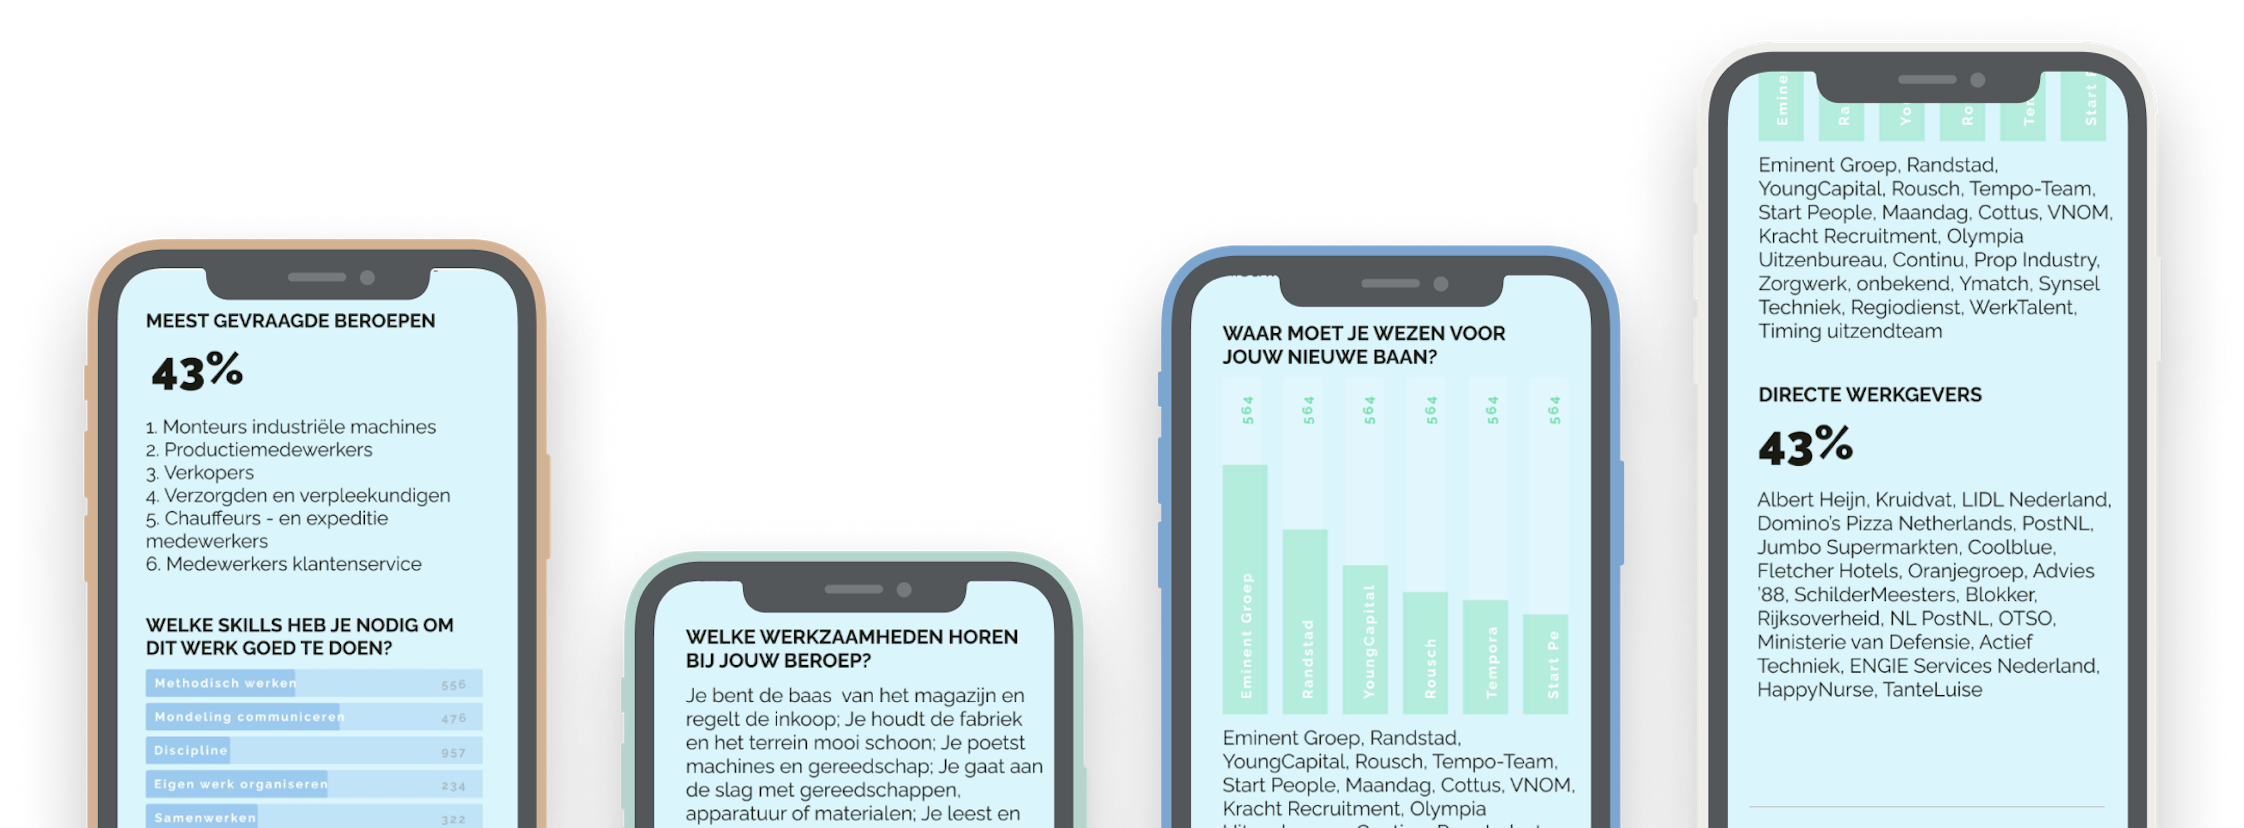 MEEST GEVRAAGDE BEROEPEN
43%
1. Monteurs industriële machines
2. Productiemedewerkers
3. Verkopers
4. Verzorgden en verpleekundigen
5. Chauffeurs - en expeditie
medewerkers
6. Medewerkers klantenservice
WELKE SKILLS HEB JE NODIG OM
DIT WERK GOED TE DOEN?
Methodisch werken 556
Mondeling communiceren 476
Discipline 957
Eigen werk organiseren 234
Samenwerken 322
WELKE WERKZAAMHEDEN HOREN
BIJ JOUW BEROEP?
Je bent de baas van het magazijn en
regelt de inkoop; Je houdt de fabriek
en het terrein mooi schoon; Je poetst
machines en gereedschap; Je gaat aan
de slag met gereedschappen,
apparatuur of materialen; Je leest en
WAAR MOET JE WEZEN VOOR
JOUW NIEUWE BAAN?
564
564
564
564
564
564
Eminent Groep
Randstad
YoungCapital
Rousch
Tempora
Start Pe
Eminent Groep, Randstad,
YoungCapital, Rousch, Tempo-Team,
Start People, Maandag, Cottus, VNOM,
Kracht Recruitment, Olympia
Emine
Ra
Yo
Ro
Te
Start
Eminent Groep, Randstad,
YoungCapital, Rousch, Tempo-Team,
Start People, Maandag, Cottus, VNOM,
Kracht Recruitment, Olympia
Uitzenbureau, Continu, Prop Industry,
Zorgwerk, onbekend, Ymatch, Synsel
Techniek, Regiodienst, WerkTalent,
Timing uitzendteam
DIRECTE WERKGEVERS
43%
Albert Heijn, Kruidvat, LIDL Nederland,
Domino's Pizza Netherlands, PostNL,
Jumbo Supermarkten, Coolblue,
Fletcher Hotels, Oranjegroep, Advies
'88, SchilderMeesters, Blokker,
Rijksoverheid, NL PostNL, OTSO,
Ministerie van Defensie, Actief
Techniek, ENGIE Services Nederland,
HappyNurse, TanteLuise